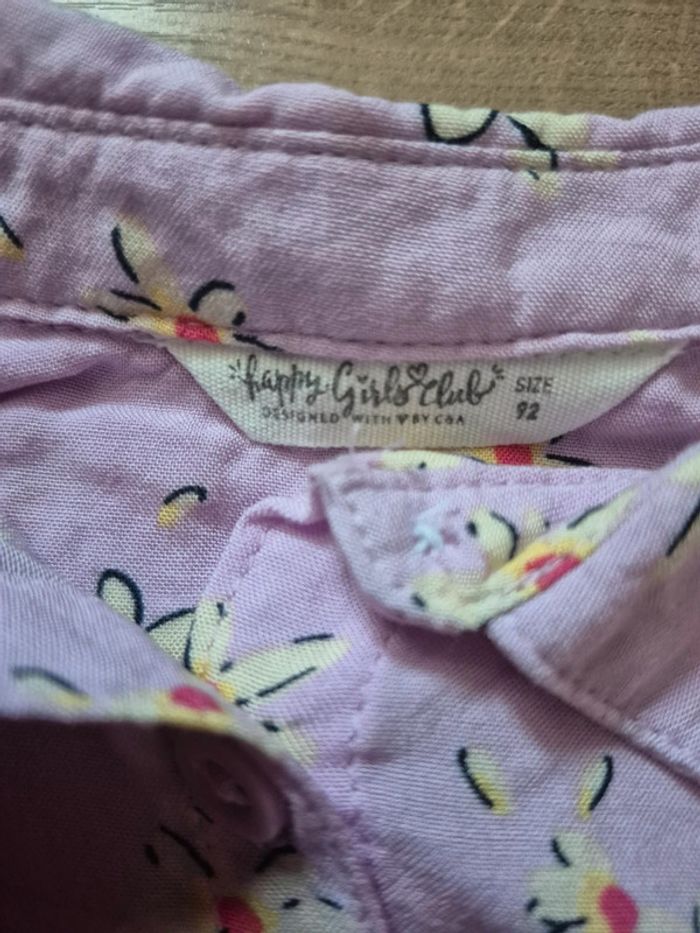 happy Girls Club SIZE
DESIGNED WITH ♥ BY C&A 92